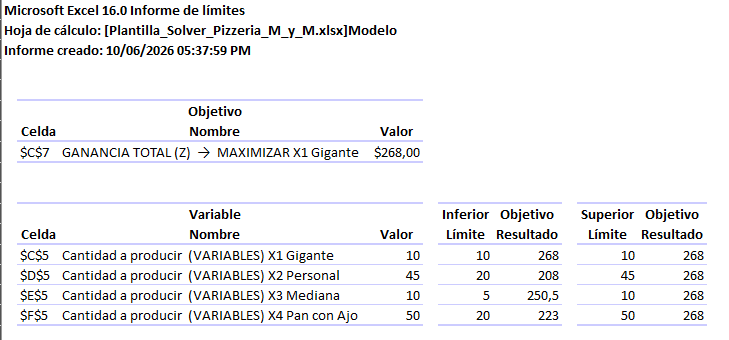 Microsoft Excel 16.0 Informe de límites
Hoja de cálculo: [Plantilla_Solver_Pizzeria_M_y_M.xlsx]Modelo
Informe creado: 10/06/2026 05:37:59 PM
Objetivo
Celda Nombre Valor
$C$7 GANANCIA TOTAL (Z) → MAXIMIZAR X1 Gigante $268,00
Variable Inferior Objetivo Superior Objetivo
Celda Nombre Valor Límite Resultado Límite Resultado
$C$5 Cantidad a producir (VARIABLES) X1 Gigante 10 10 268 10 268
$D$5 Cantidad a producir (VARIABLES) X2 Personal 45 20 208 45 268
$E$5 Cantidad a producir (VARIABLES) X3 Mediana 10 5 250,5 10 268
$F$5 Cantidad a producir (VARIABLES) X4 Pan con Ajo 50 20 223 50 268